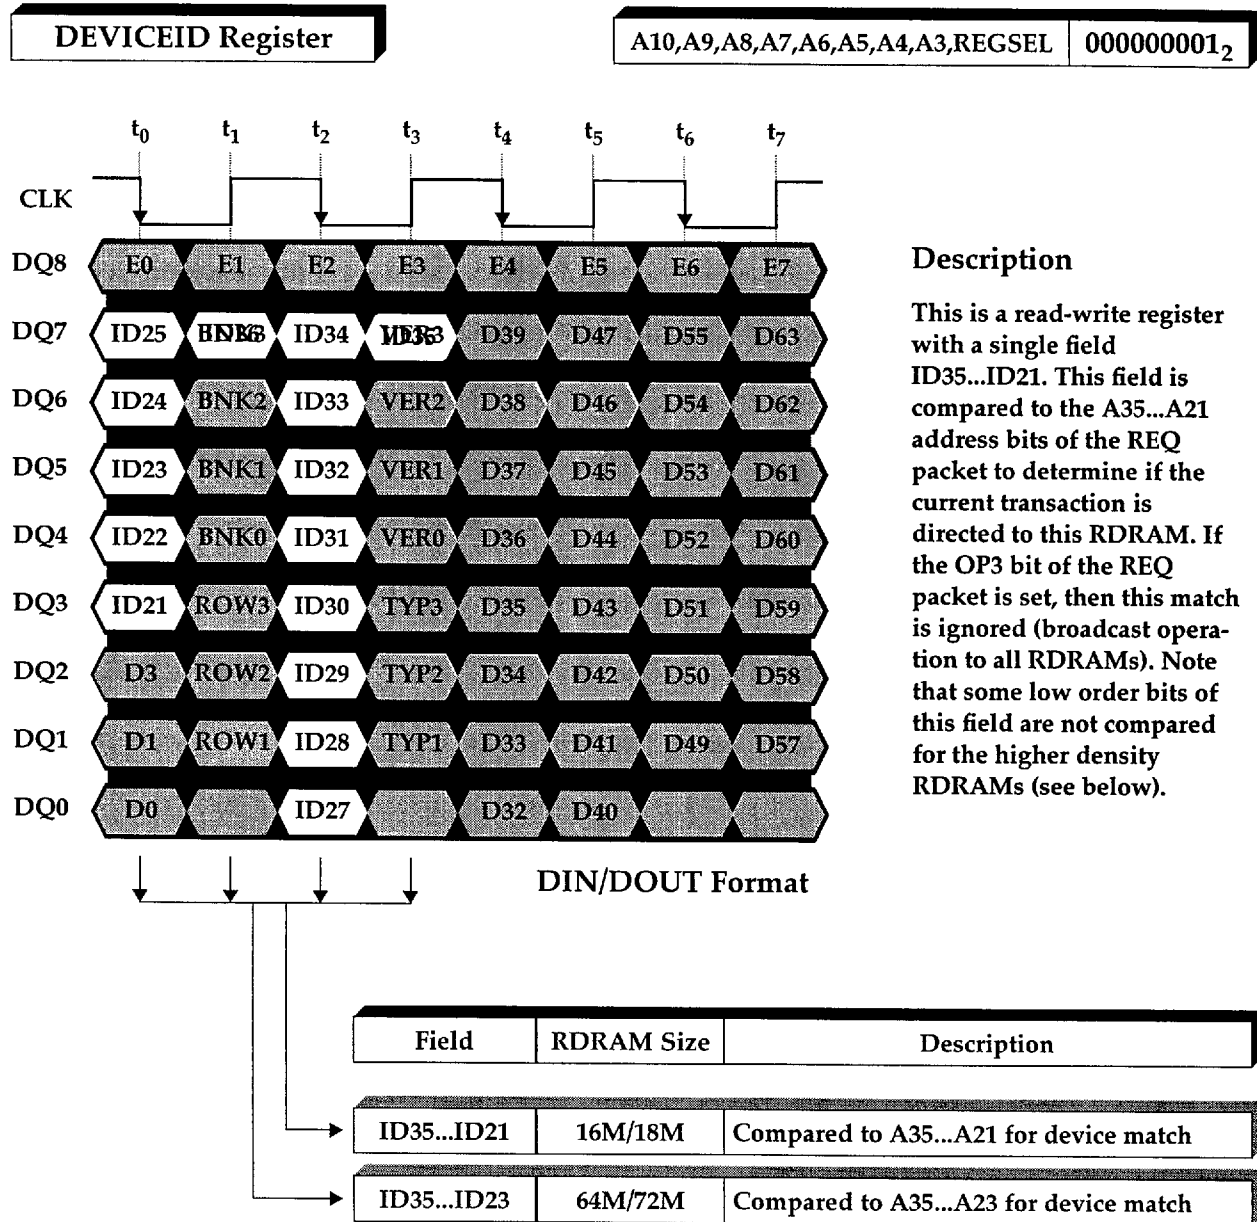 DEVICEID Register
A10,A9,A8,A7,A6,A5,A4,A3,REGSEL 000000001₂
t₀ t₁ t₂ t₃ t₄ t₅ t₆ t₇
CLK
DQ8 E0 E1 E2 E3 E4 E5 E6 E7
DQ7 ID25 ID34 D39 D47 D55 D63
DQ6 ID24 BNK2 ID33 VER2 D38 D46 D54 D62
DQ5 ID23 BNK1 ID32 VER1 D37 D45 D53 D61
DQ4 ID22 BNK0 ID31 VER0 D36 D44 D52 D60
DQ3 ID21 ROW3 ID30 TYP3 D35 D43 D51 D59
DQ2 D3 ROW2 ID29 TYP2 D34 D42 D50 D58
DQ1 D1 ROW1 ID28 TYP1 D33 D41 D49 D57
DQ0 D0 ID27 D32 D40
DIN/DOUT Format
Description
This is a read-write register
with a single field
ID35...ID21. This field is
compared to the A35...A21
address bits of the REQ
packet to determine if the
current transaction is
directed to this RDRAM. If
the OP3 bit of the REQ
packet is set, then this match
is ignored (broadcast opera-
tion to all RDRAMs). Note
that some low order bits of
this field are not compared
for the higher density
RDRAMs (see below).
Field RDRAM Size Description
ID35...ID21 16M/18M Compared to A35...A21 for device match
ID35...ID23 64M/72M Compared to A35...A23 for device match